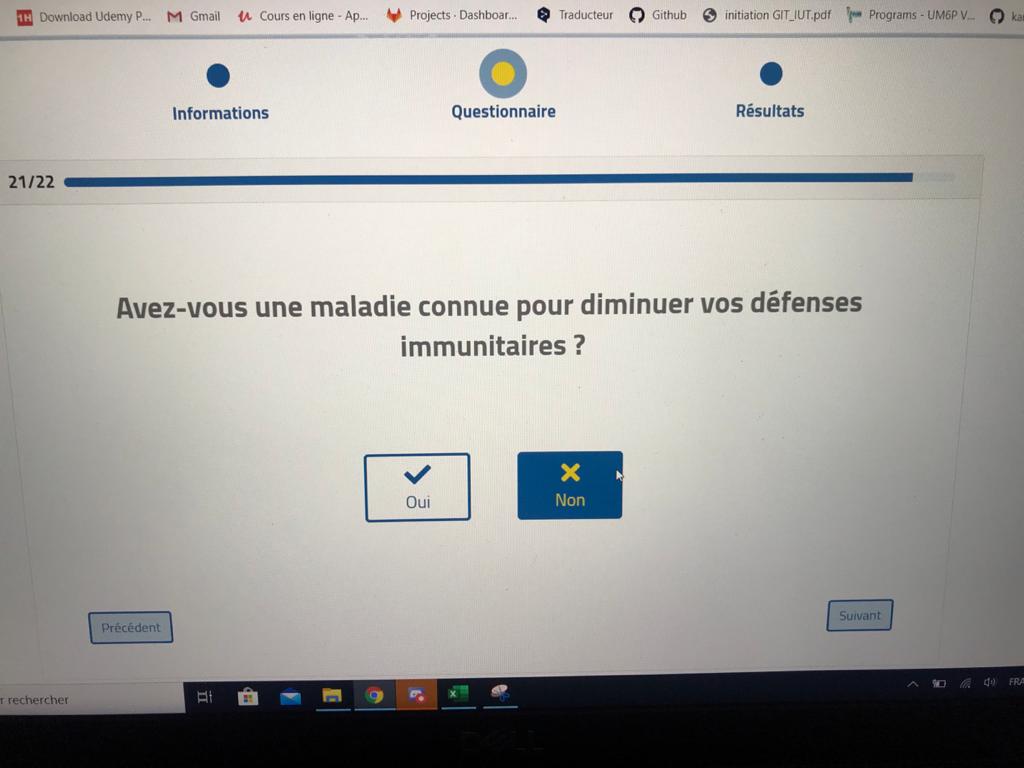 Download Udemy P... Gmail Cours en ligne - Ap... Projects · Dashboar... Traducteur Github initiation GIT_IUT.pdf Programs - UM6P V... ka
Informations Questionnaire Résultats
21/22
Avez-vous une maladie connue pour diminuer vos défenses
immunitaires ?
Oui Non
Précédent Suivant
r rechercher FRA
DELL